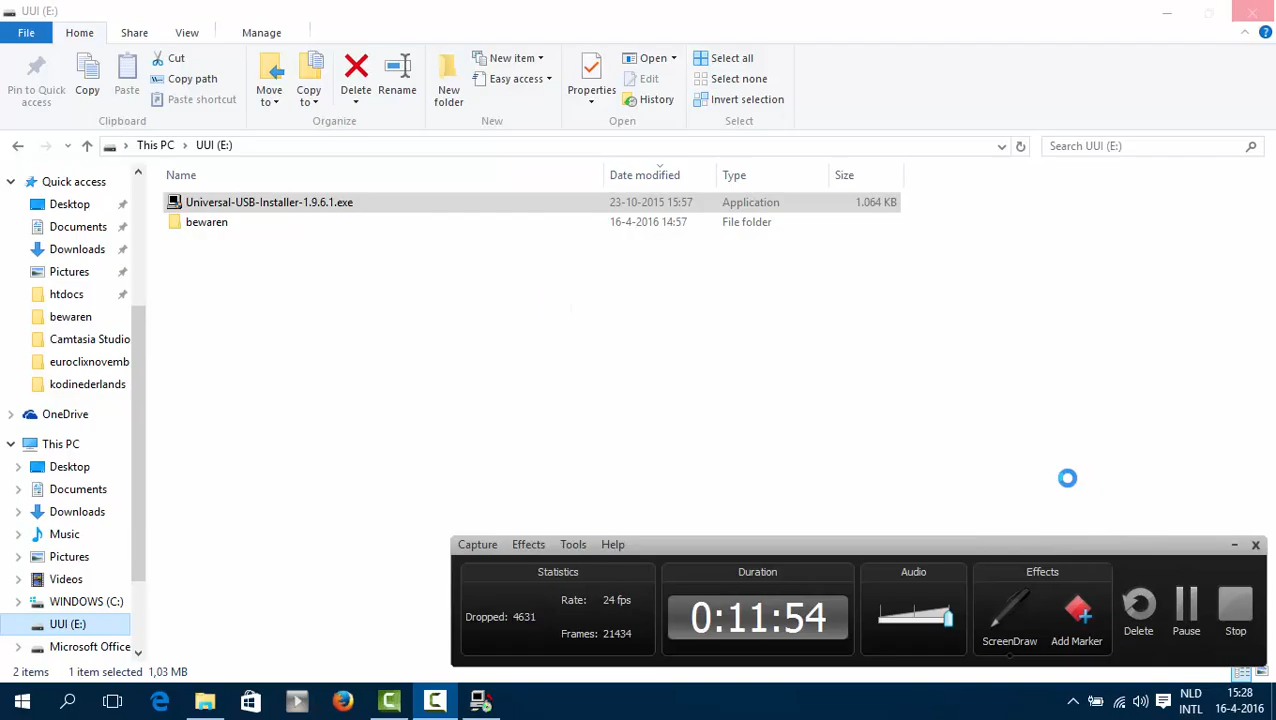 UUI (E:)
File Home Share View Manage
Pin to Quick access
Copy
Paste
Cut
Copy path
Paste shortcut
Clipboard
Move to
Copy to
Delete
Rename
Organize
New folder
New item
Easy access
New
Properties
Open
Edit
History
Open
Select all
Select none
Invert selection
Select
This PC UUI (E:)
Search UUI (E:)
Name Date modified Type Size
Universal-USB-Installer-1.9.6.1.exe 23-10-2015 15:57 Application 1.064 KB
bewaren 16-4-2016 14:57 File folder
Quick access
Desktop
Documents
Downloads
Pictures
htdocs
bewaren
Camtasia Studio
euroclixnovemb
kodinederlands
OneDrive
This PC
Desktop
Documents
Downloads
Music
Pictures
Videos
WINDOWS (C:)
UUI (E:)
Microsoft Office
2 items 1 item selected 1,03 MB
Capture Effects Tools Help
Statistics
Dropped: 4631
Rate: 24 fps
Frames: 21434
Duration
0:11:54
Audio
Effects
ScreenDraw
Add Marker
Delete
Pause
Stop
NLD
INTL
15:28
16-4-2016